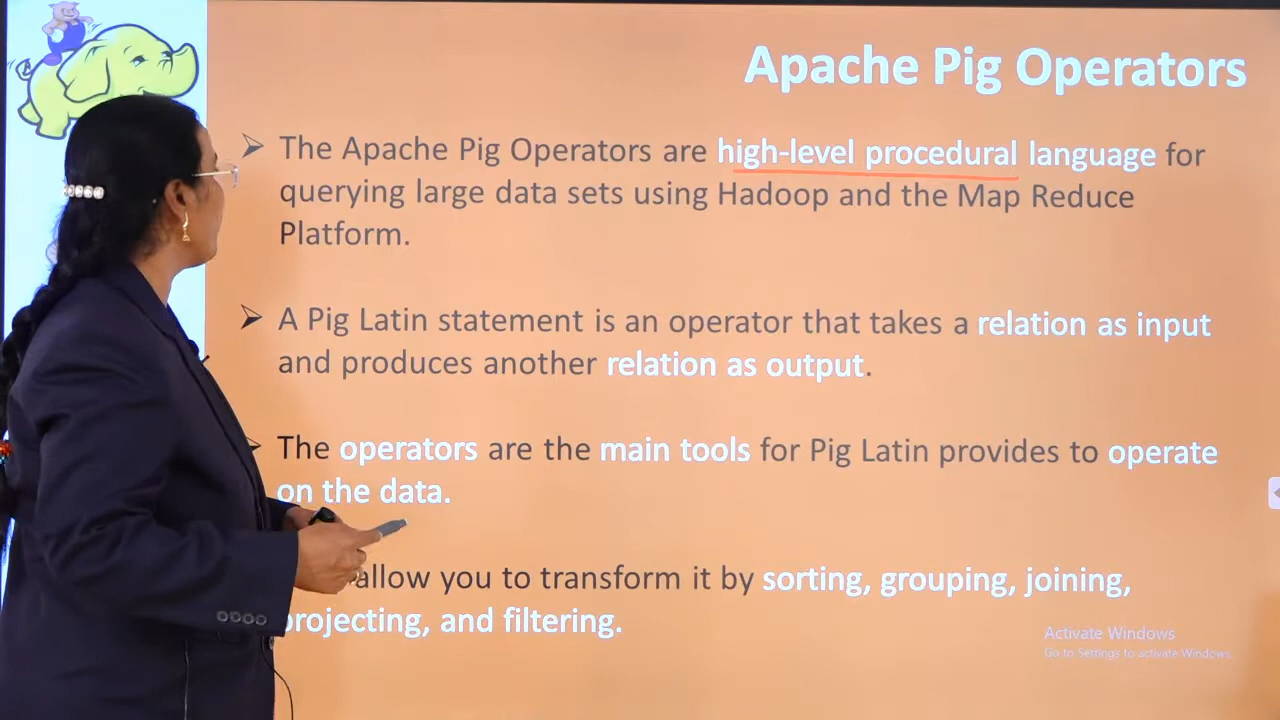 Apache Pig Operators
The Apache Pig Operators are high-level procedural language for
querying large data sets using Hadoop and the Map Reduce
Platform.
A Pig Latin statement is an operator that takes a relation as input
and produces another relation as output.
The operators are the main tools for Pig Latin provides to operate
on the data.
allow you to transform it by sorting, grouping, joining,
projecting, and filtering.
Activate Windows
Go to Settings to activate Windows.